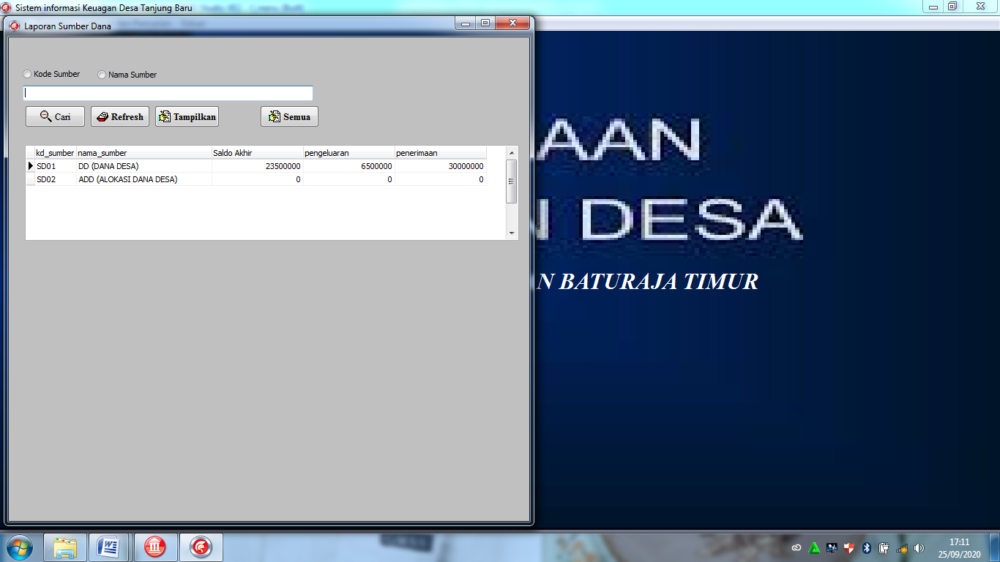 Sistem informasi Keuagan Desa Tanjung Baru
Laporan Sumber Dana
Kode Sumber Nama Sumber
Cari Refresh Tampilkan Semua
kd_sumber nama_sumber Saldo Akhir pengeluaran penerimaan
SD01 DD (DANA DESA) 23500000 6500000 30000000
SD02 ADD (ALOKASI DANA DESA) 0 0 0
AAN
N DESA
N BATURAJA TIMUR
17:11
25/09/2020